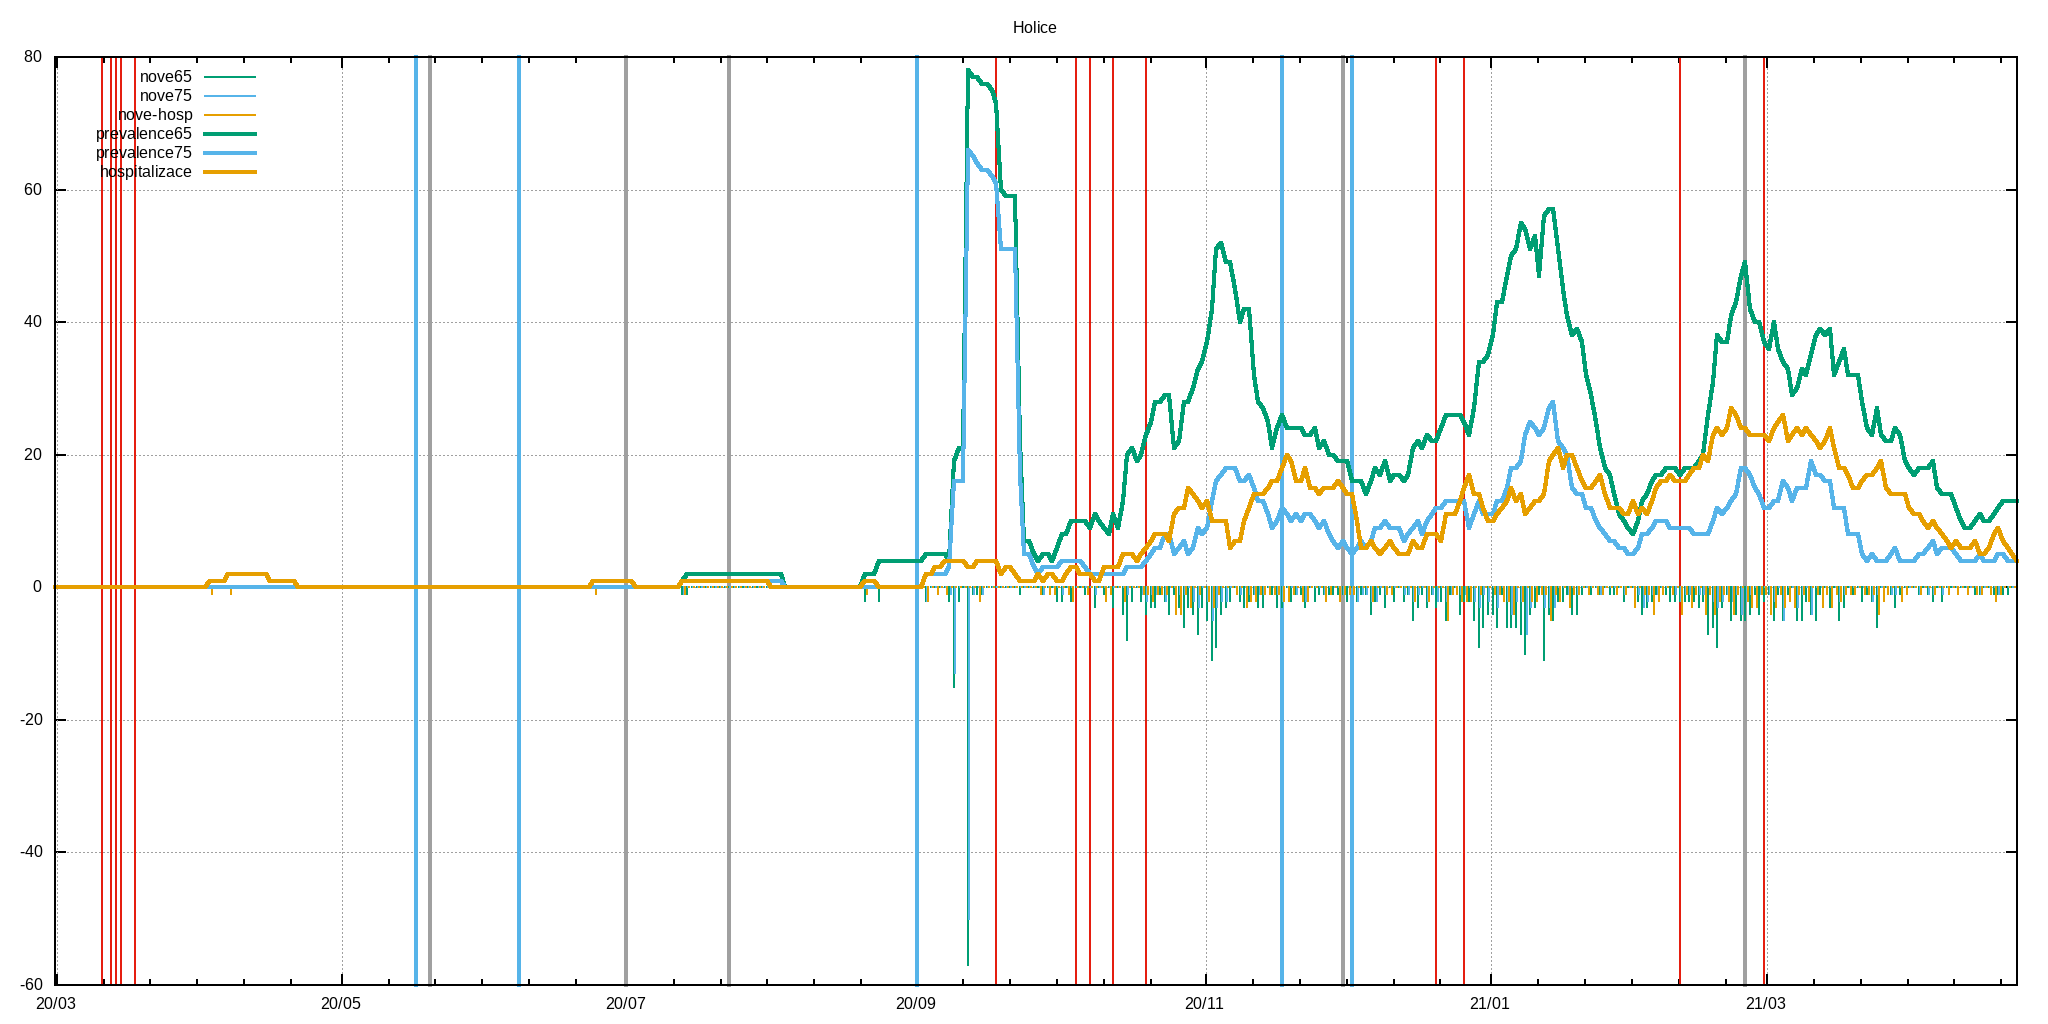 Holice
80
nove65
nove75
nove-hosp
prevalence65
prevalence75
hospitalizace
60
40
20
0
-20
-40
-60
20/03 20/05 20/07 20/09 20/11 21/01 21/03